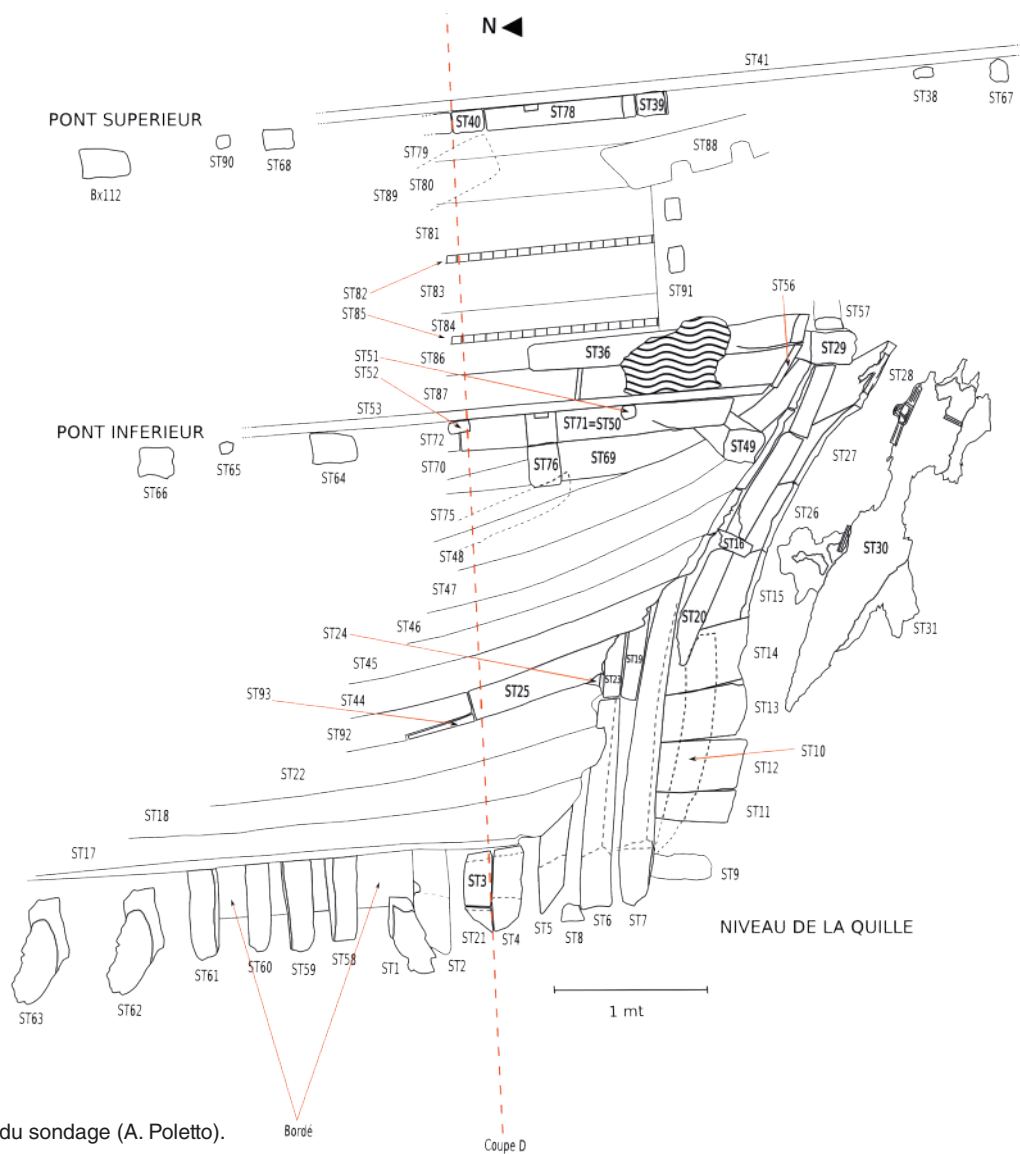 N
ST41
ST38
ST67
PONT SUPERIEUR
ST40
ST78
ST39
ST90
ST68
Bx112
ST79
ST80
ST89
ST88
ST81
ST82
ST83
ST91
ST85
ST84
ST56
ST57
ST51
ST52
ST86
ST36
ST29
ST87
ST53
ST28
PONT INFERIEUR
ST72
ST71=ST50
ST49
ST66
ST65
ST64
ST70
ST76
ST69
ST27
ST75
ST26
ST48
ST16
ST30
ST47
ST15
ST46
ST20
ST31
ST24
ST45
ST19
ST14
ST23
ST93
ST44
ST25
ST13
ST92
ST10
ST22
ST12
ST18
ST11
ST17
ST3
ST9
NIVEAU DE LA QUILLE
ST61
ST60
ST59
ST58
ST1
ST2
ST21
ST4
ST5
ST8
ST6
ST7
ST63
ST62
1 mt
du sondage (A. Poletto).
Bordé
Coupe D